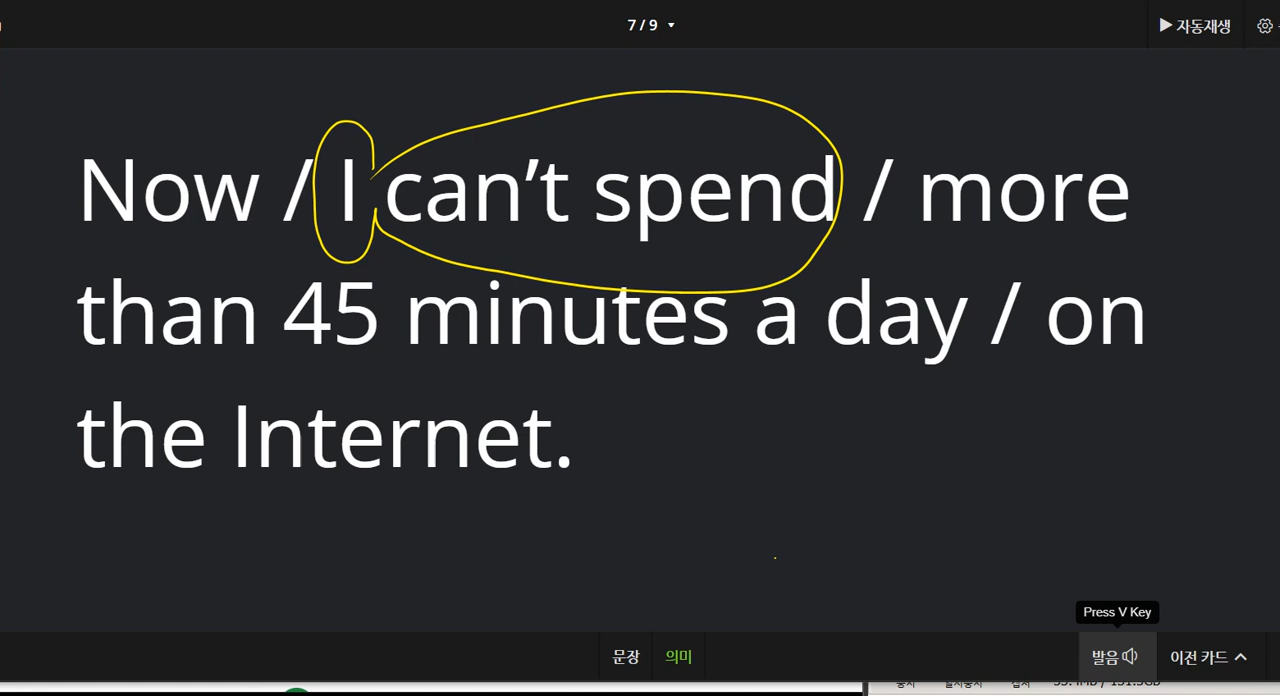 7 / 9
▶ 자동재생
Now / I can’t spend / more
than 45 minutes a day / on
the Internet.
Press V Key
문장 의미 발음 이전 카드